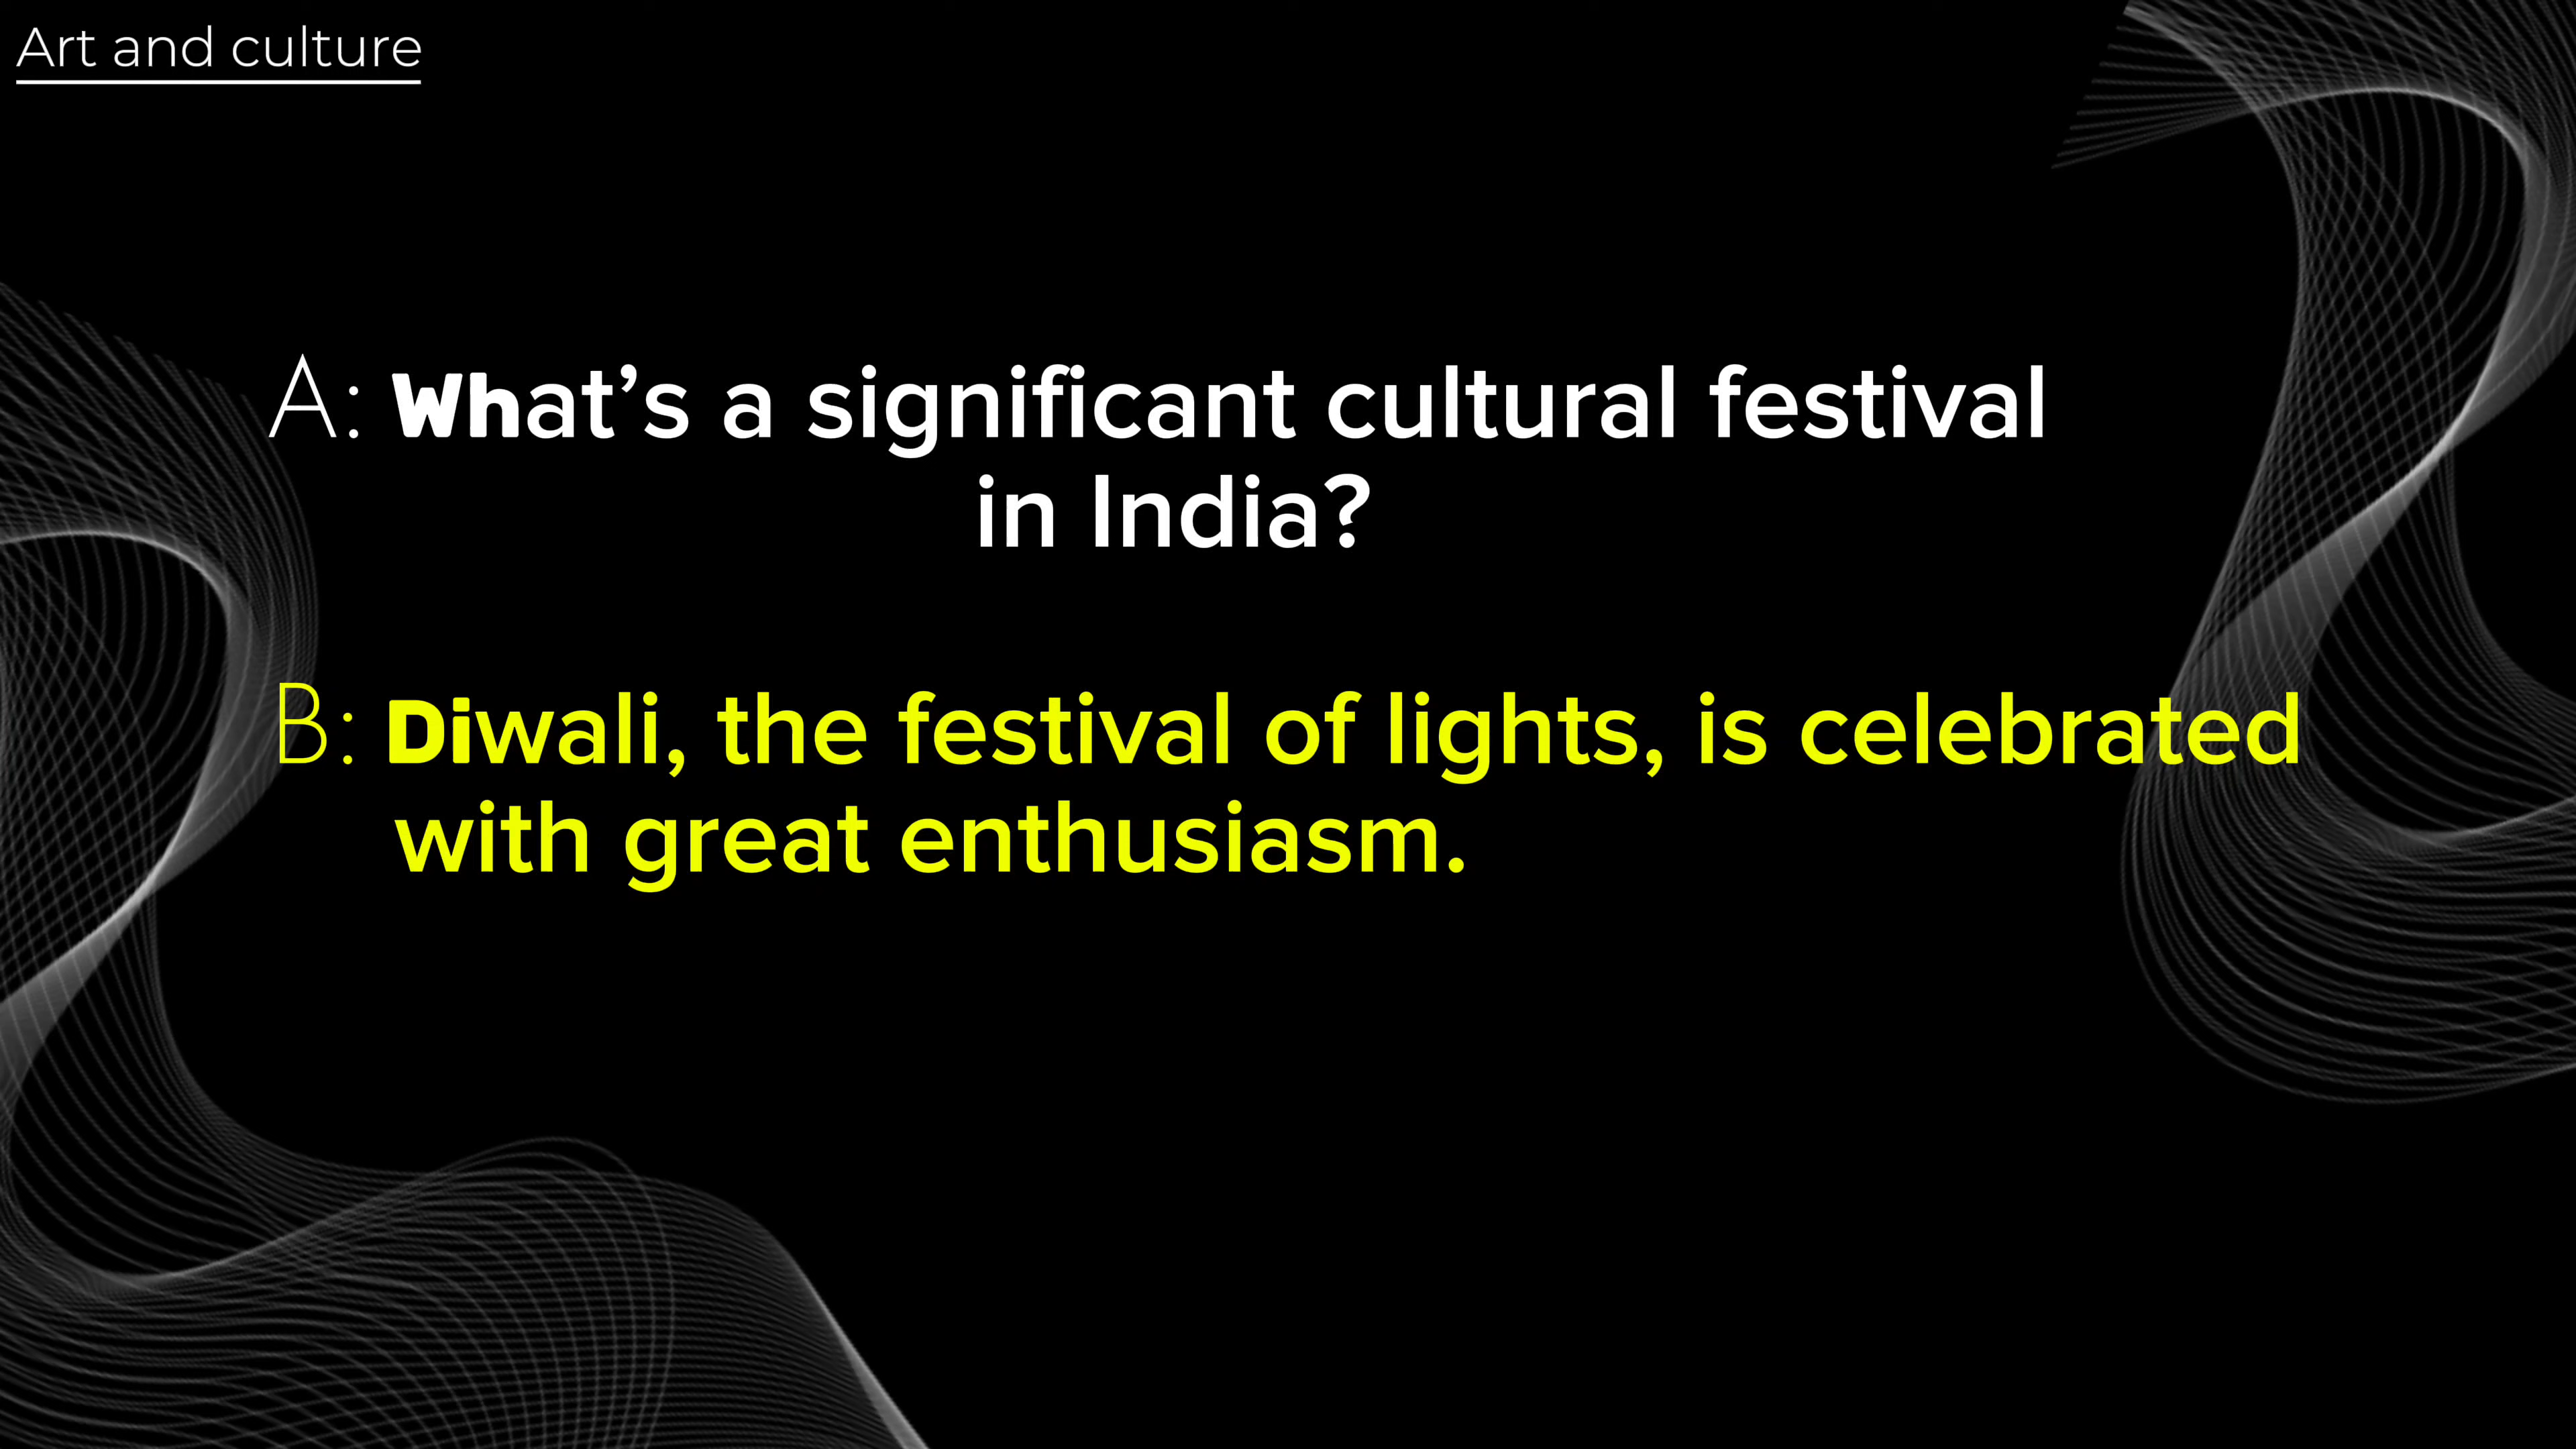 Art and culture
A: What’s a significant cultural festival
in India?
B: Diwali, the festival of lights, is celebrated
with great enthusiasm.